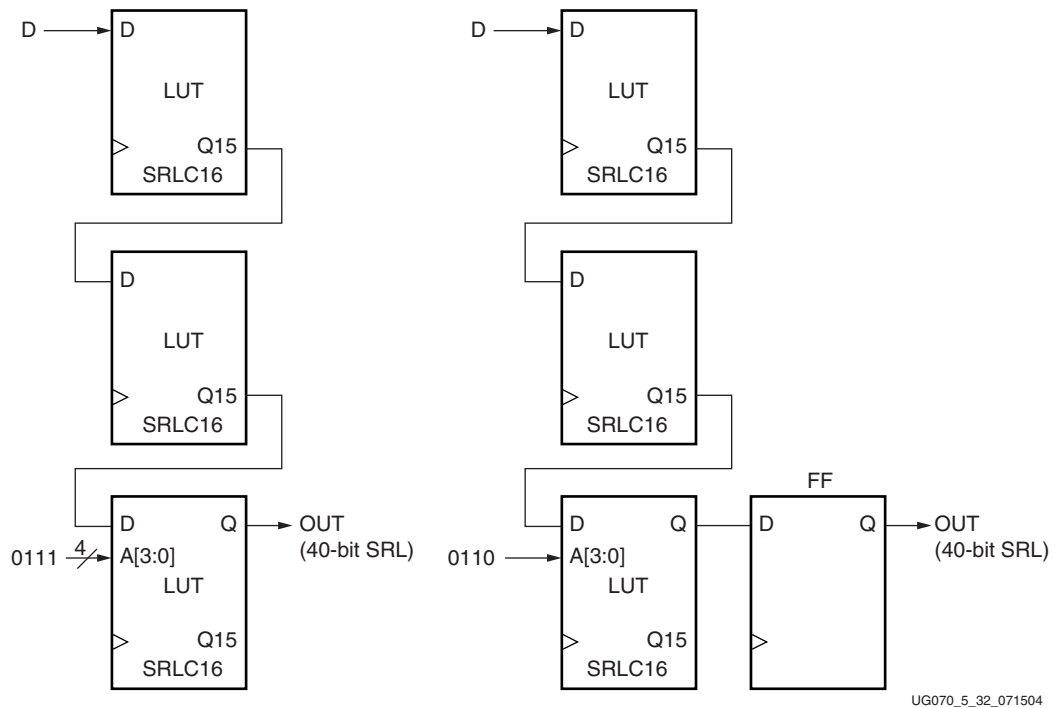 D
D
LUT
Q15
SRLC16
D
LUT
Q15
SRLC16
D
Q
OUT
(40-bit SRL)
0111
4
A[3:0]
LUT
Q15
SRLC16
D
D
LUT
Q15
SRLC16
D
LUT
Q15
SRLC16
D
Q
0110
A[3:0]
LUT
Q15
SRLC16
FF
D
Q
OUT
(40-bit SRL)
UG070_5_32_071504